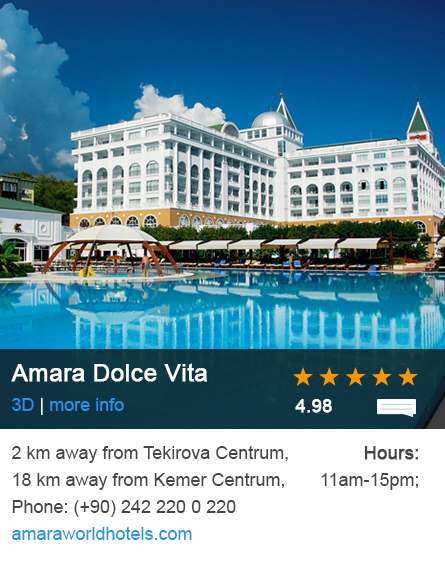 Amara Dolce Vita
3D | more info
4.98
2 km away from Tekirova Centrum,
18 km away from Kemer Centrum,
Phone: (+90) 242 220 0 220
amaraworldhotels.com
Hours:
11am-15pm;